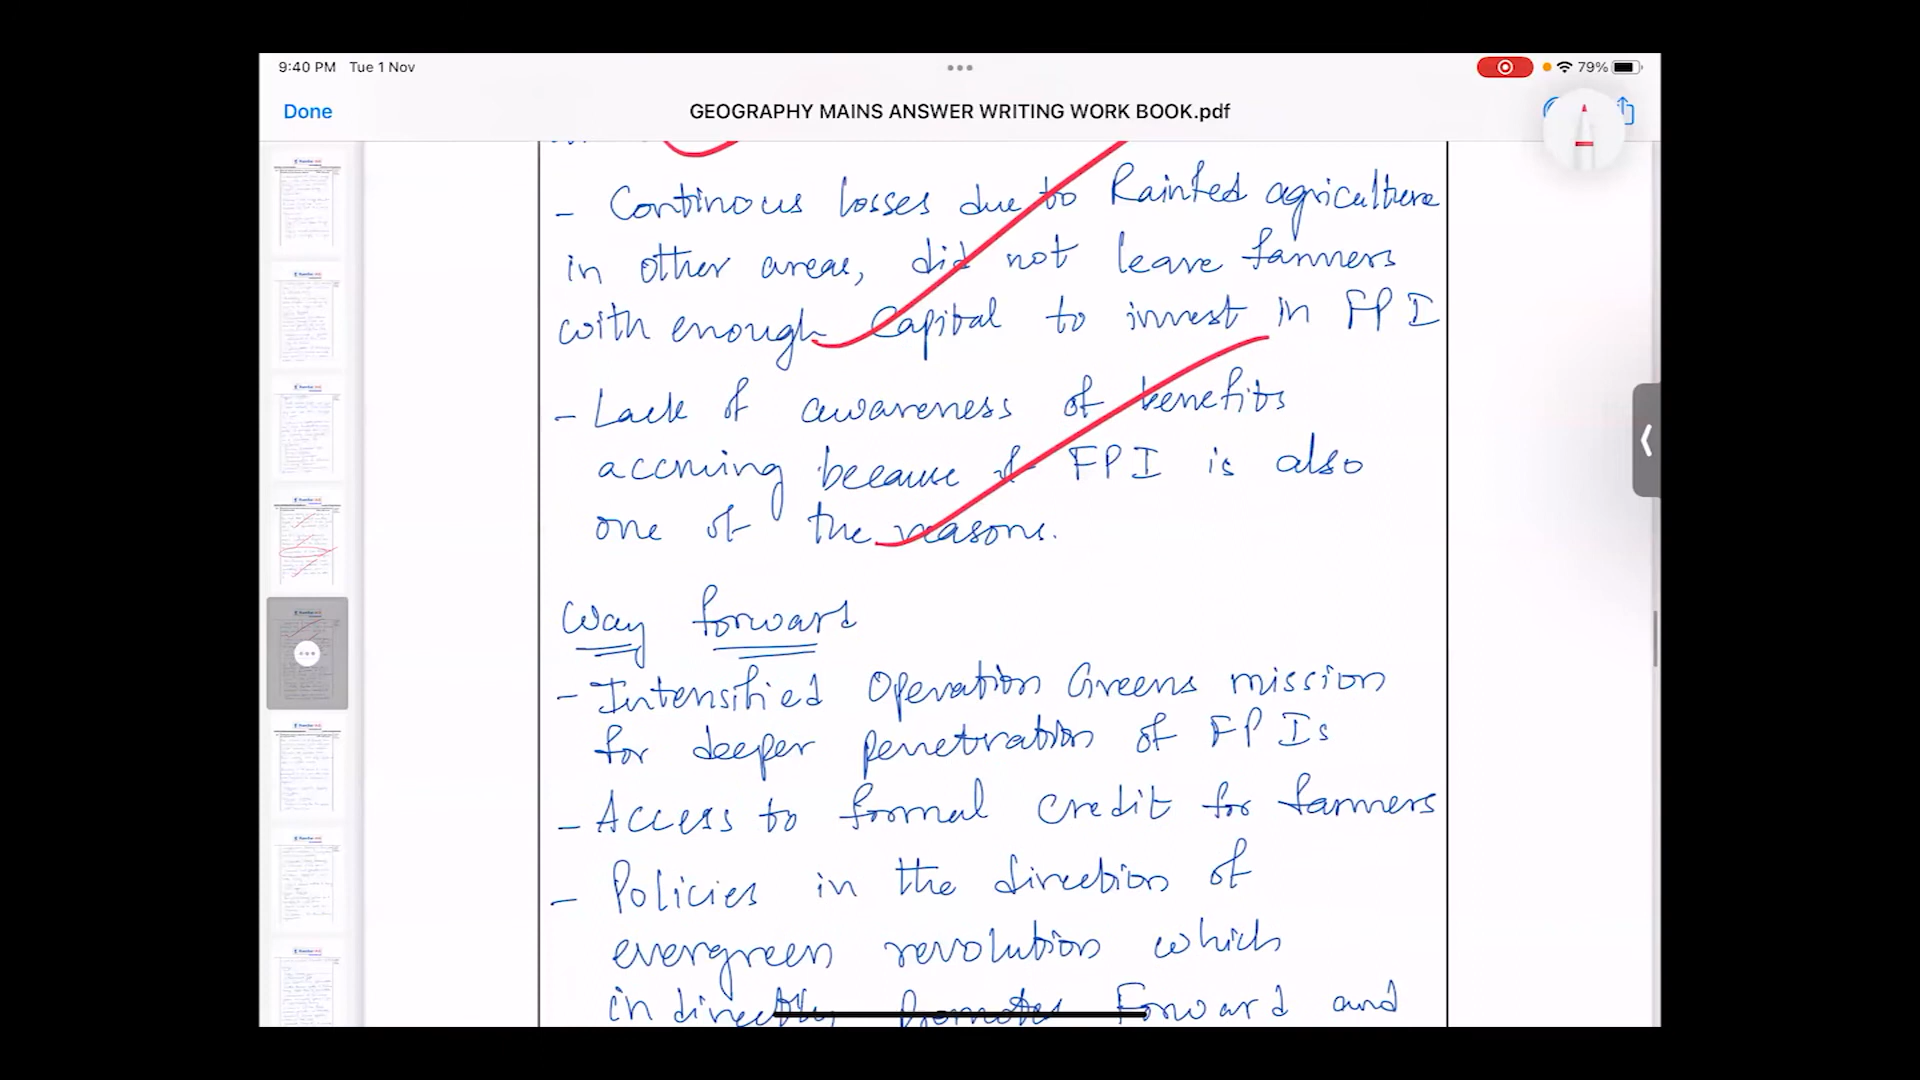 9:40 PM Tue 1 Nov
79%
Done
GEOGRAPHY MAINS ANSWER WRITING WORK BOOK.pdf
- Continous losses due to Rainfed agriculture
in other areas, did not leave farmers
with enough capital to invest in FPI
- Lack of awareness of benefits
accruing because of FPI is also
one of the reasons.
Way forward
- Intensified Operation Greens mission
for deeper penetration of FPIs
- Access to formal credit for farmers
- Policies in the direction of
evergreen revolution which
indirectly promotes Forward and